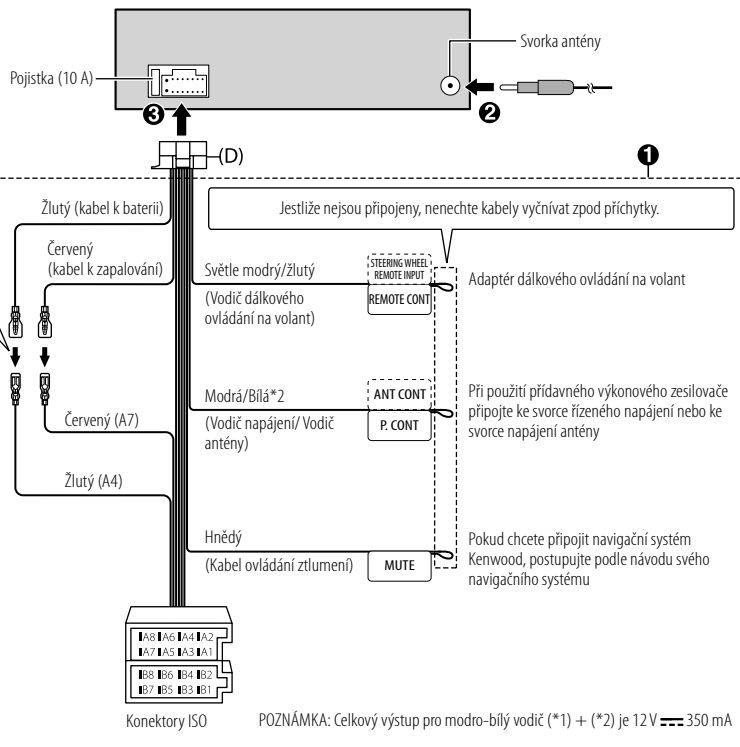 Svorka antény
Pojistka (10 A)
❸
❷
(D)
❶
Žlutý (kabel k baterii)
Jestliže nejsou připojeny, nenechte kabely vyčnívat zpod příchytky.
Červený
(kabel k zapalování)
Světle modrý/žlutý
(Vodič dálkového
ovládání na volant)
STEERING WHEEL
REMOTE INPUT
REMOTE CONT
Adaptér dálkového ovládání na volant
Modrá/Bílá*2
(Vodič napájení/ Vodič
antény)
ANT CONT
P. CONT
Při použití přídavného výkonového zesilovače
připojte ke svorce řízeného napájení nebo ke
svorce napájení antény
Červený (A7)
Žlutý (A4)
Hnědý
(Kabel ovládání ztlumení)
MUTE
Pokud chcete připojit navigační systém
Kenwood, postupujte podle návodu svého
navigačního systému
A8 A6 A4 A2
A7 A5 A3 A1
B8 B6 B4 B2
B7 B5 B3 B1
Konektory ISO
POZNÁMKA: Celkový výstup pro modro-bílý vodič (*1) + (*2) je 12 V ⎓ 350 mA